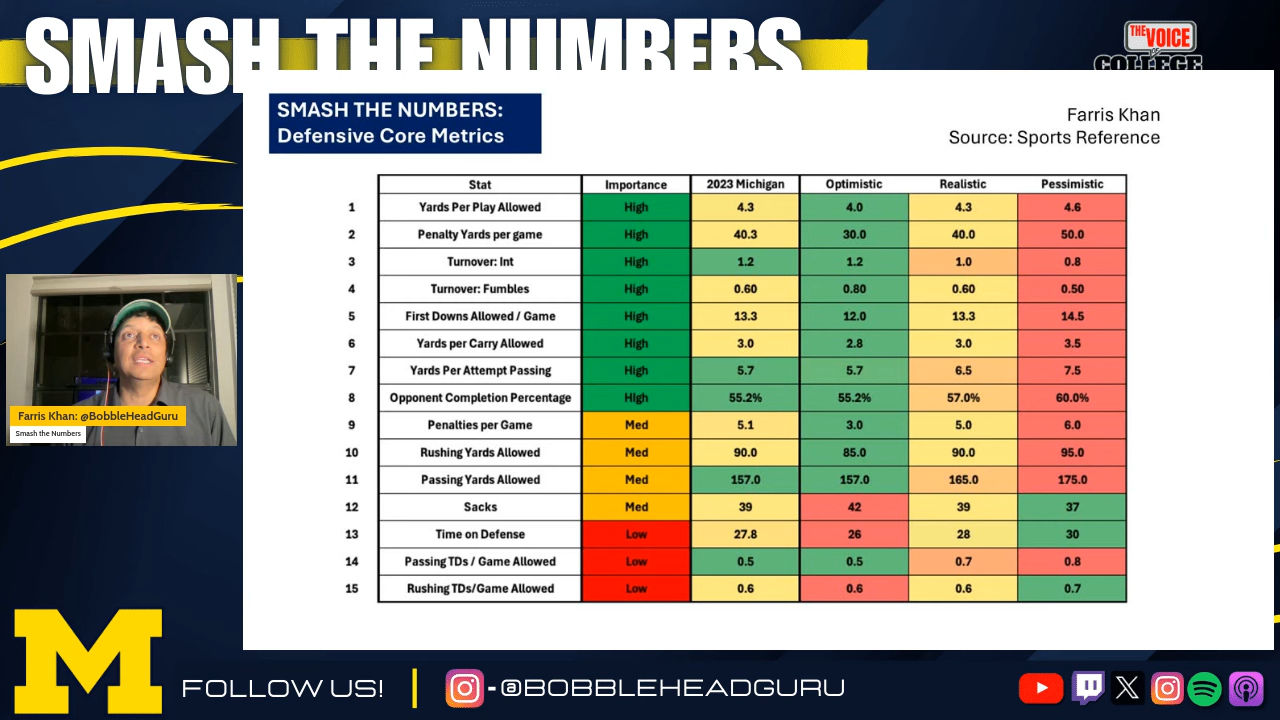 SMASH THE NUMBERS
THE VOICE
OF
COLLEGE
SMASH THE NUMBERS:
Defensive Core Metrics
Farris Khan
Source: Sports Reference
Stat Importance 2023 Michigan Optimistic Realistic Pessimistic
1 Yards Per Play Allowed High 4.3 4.0 4.3 4.6
2 Penalty Yards per game High 40.3 30.0 40.0 50.0
3 Turnover: Int High 1.2 1.2 1.0 0.8
4 Turnover: Fumbles High 0.60 0.80 0.60 0.50
5 First Downs Allowed / Game High 13.3 12.0 13.3 14.5
6 Yards per Carry Allowed High 3.0 2.8 3.0 3.5
7 Yards Per Attempt Passing High 5.7 5.7 6.5 7.5
8 Opponent Completion Percentage High 55.2% 55.2% 57.0% 60.0%
9 Penalties per Game Med 5.1 3.0 5.0 6.0
10 Rushing Yards Allowed Med 90.0 85.0 90.0 95.0
11 Passing Yards Allowed Med 157.0 157.0 165.0 175.0
12 Sacks Med 39 42 39 37
13 Time on Defense Low 27.8 26 28 30
14 Passing TDs / Game Allowed Low 0.5 0.5 0.7 0.8
15 Rushing TDs/Game Allowed Low 0.6 0.6 0.6 0.7
Farris Khan: @BobbleHeadGuru
Smash the Numbers
M
FOLLOW US! - @BOBBLEHEADGURU